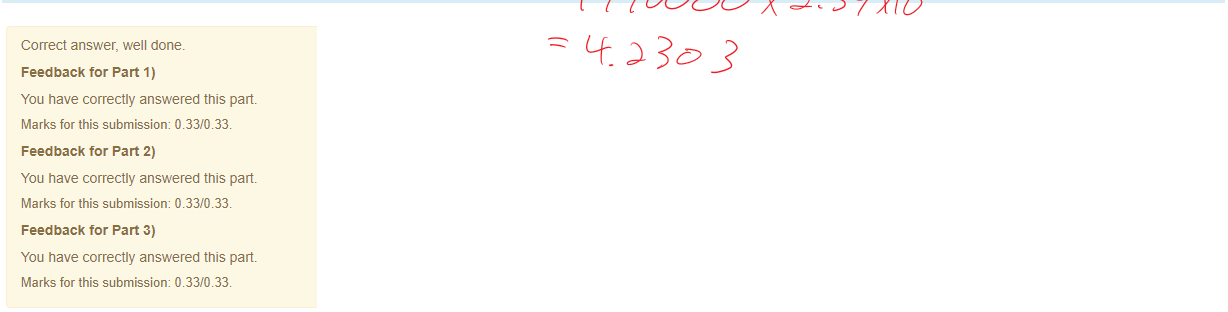 Correct answer, well done.
Feedback for Part 1)
You have correctly answered this part.
Marks for this submission: 0.33/0.33.
Feedback for Part 2)
You have correctly answered this part.
Marks for this submission: 0.33/0.33.
Feedback for Part 3)
You have correctly answered this part.
Marks for this submission: 0.33/0.33.
= 4.2303